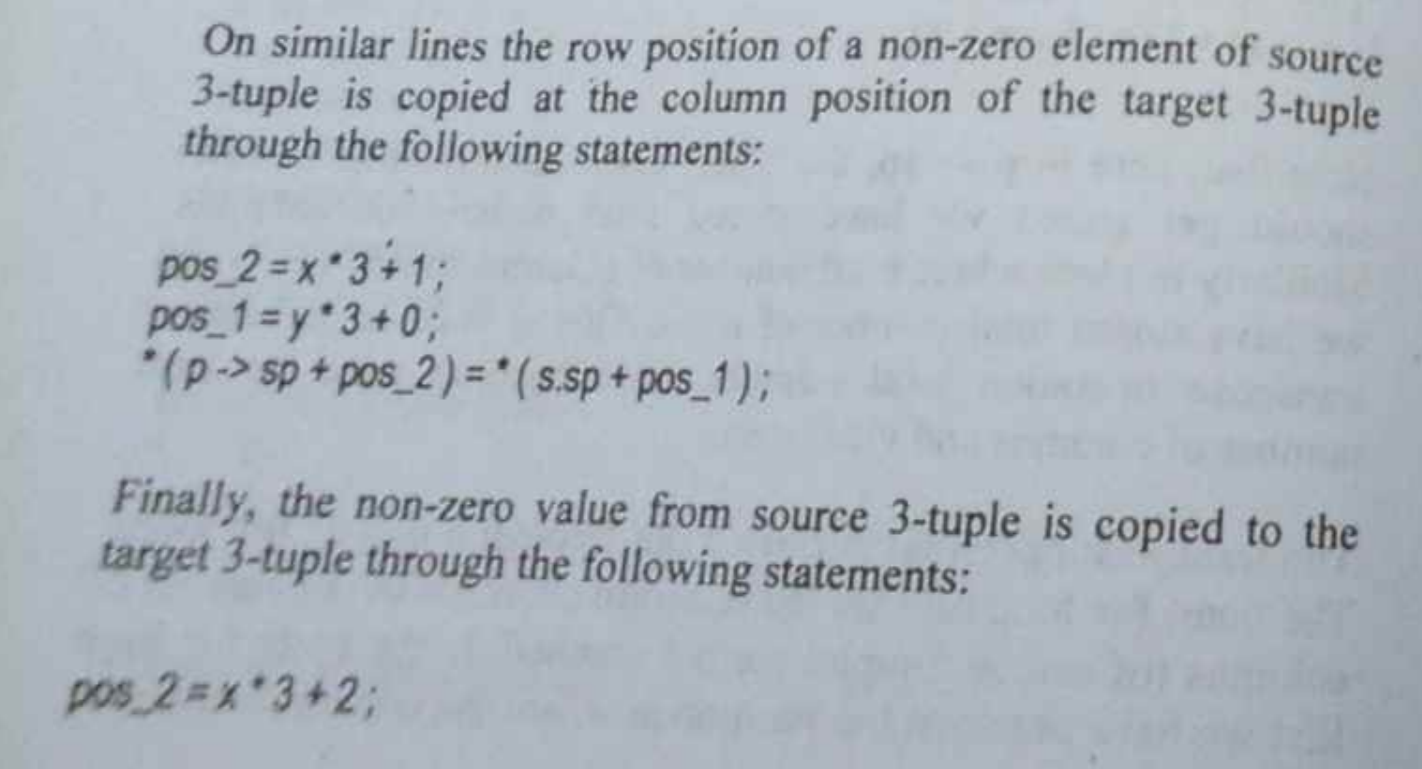 On similar lines the row position of a non-zero element of source
3-tuple is copied at the column position of the target 3-tuple
through the following statements:
pos_2 = x * 3 + 1 ;
pos_1 = y * 3 + 0 ;
*( p -> sp + pos_2 ) = *( s.sp + pos_1 ) ;
Finally, the non-zero value from source 3-tuple is copied to the
target 3-tuple through the following statements:
pos_2 = x * 3 + 2 ;